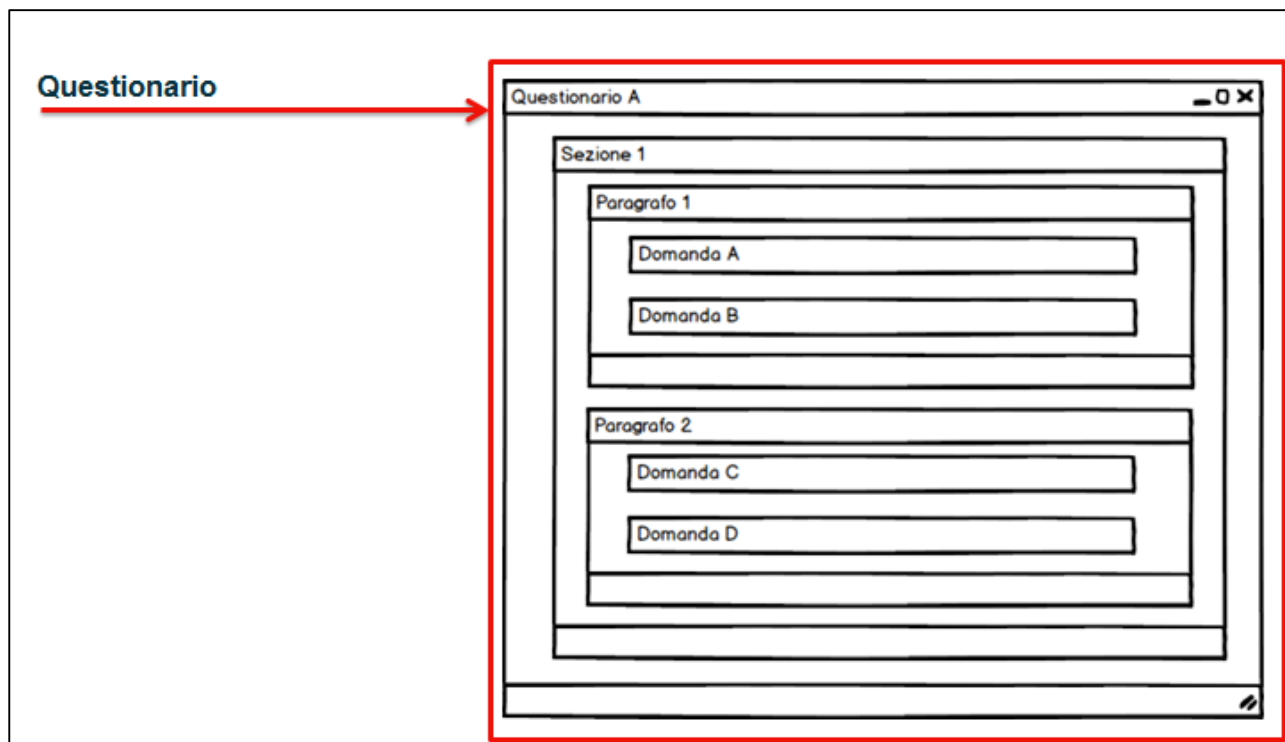 Questionario
Questionario A
Sezione 1
Paragrafo 1
Domanda A
Domanda B
Paragrafo 2
Domanda C
Domanda D